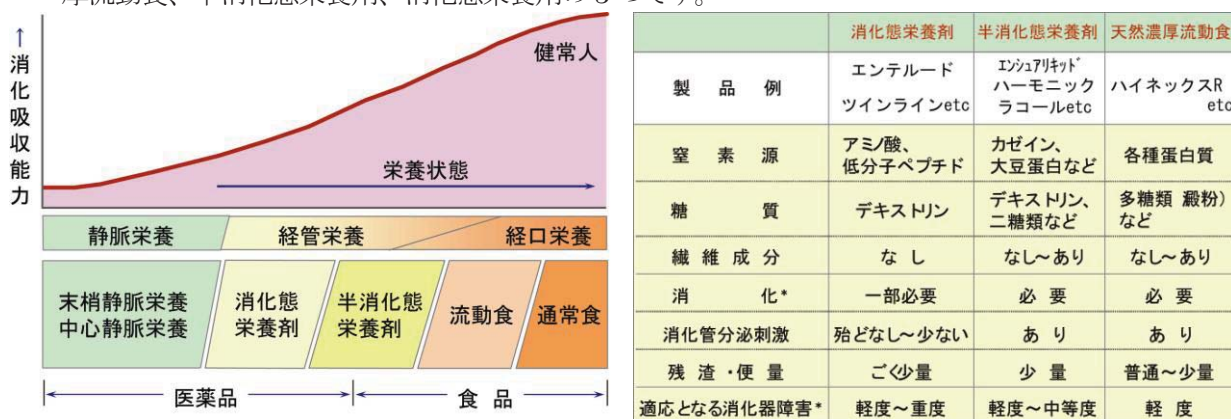 厚流動食、半消化態栄養剤、消化態栄養剤の3つです。
↑消化吸収能力
健常人
栄養状態
静脈栄養 経管栄養 経口栄養
末梢静脈栄養 消化態 半消化態 流動食 通常食
中心静脈栄養 栄養剤 栄養剤
医薬品 食品
消化態栄養剤 半消化態栄養剤 天然濃厚流動食
製品例 エンテルード エンシュアリキッド ハイネックスR
ハーモニック etc
ツインラインetc ラコールetc
窒素源 アミノ酸、 カゼイン、 各種蛋白質
低分子ペプチド 大豆蛋白など
糖質 デキストリン デキストリン、 多糖類 澱粉)
二糖類など など
繊維成分 なし なし~あり なし~あり
消化* 一部必要 必要 必要
消化管分泌刺激 殆どなし~少ない あり あり
残渣・便量 ごく少量 少量 普通~少量
適応となる消化器障害* 軽度~重度 軽度~中等度 軽度